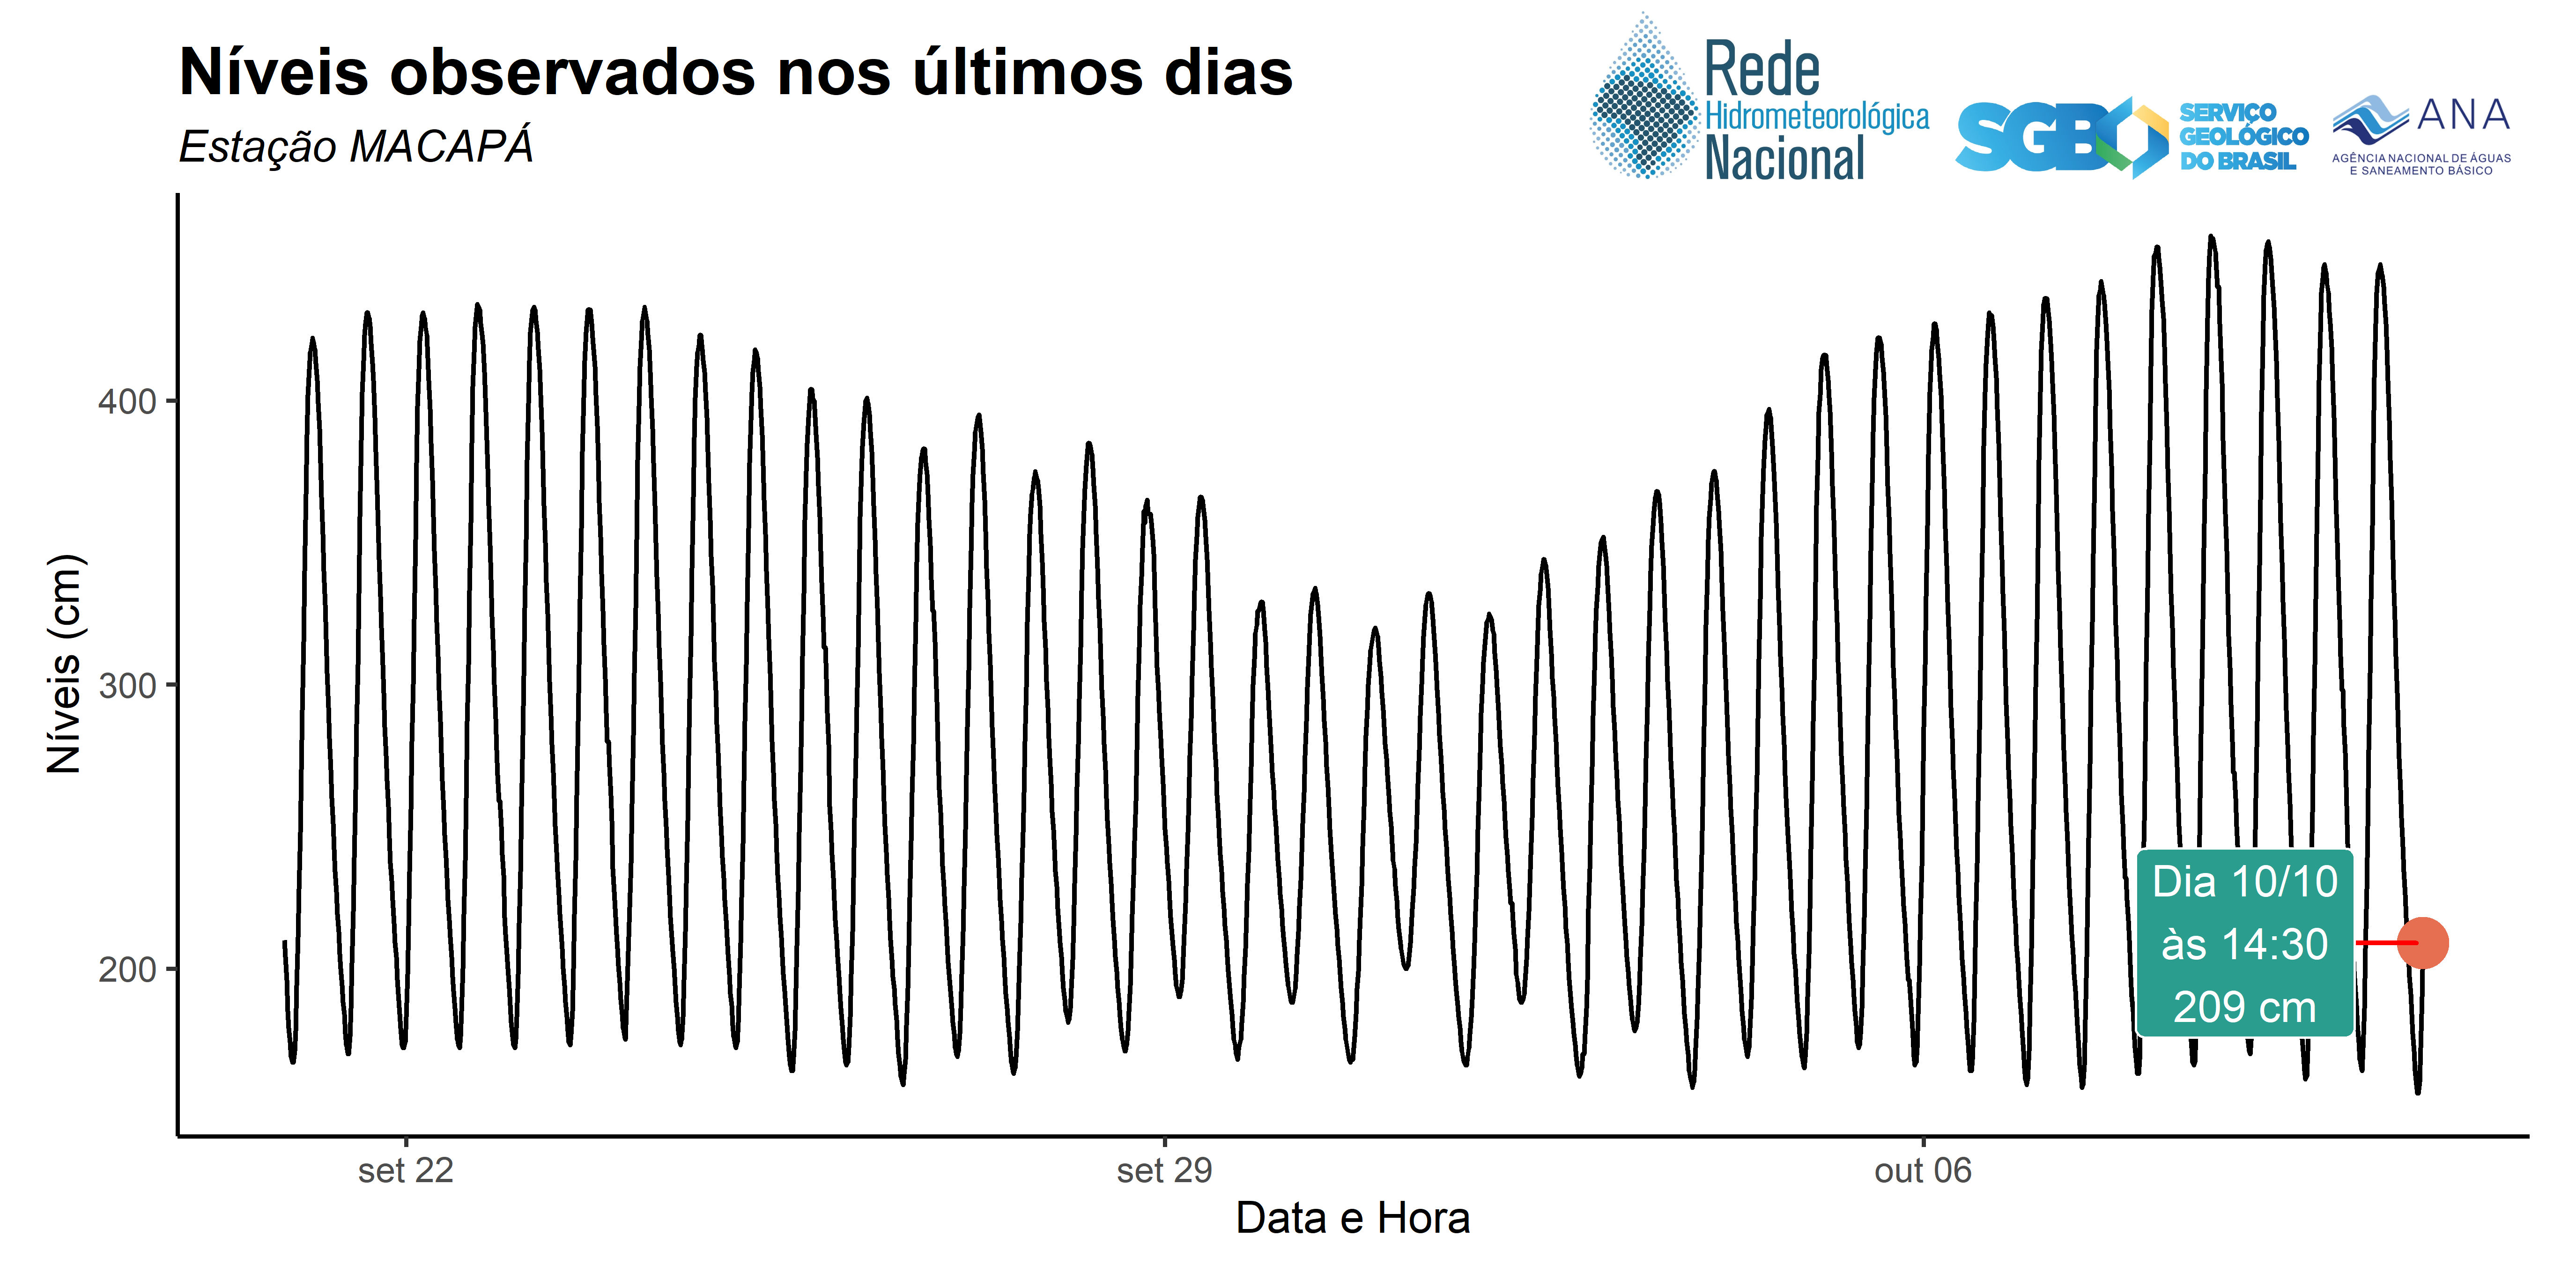 Níveis observados nos últimos dias
Estação MACAPÁ
Rede
Hidrometeorológica
Nacional
SGB
SERVIÇO
GEOLÓGICO
DO BRASIL
ANA
AGÊNCIA NACIONAL DE ÁGUAS
E SANEAMENTO BÁSICO
Níveis (cm)
400
300
200
Dia 10/10
às 14:30
209 cm
set 22
set 29
out 06
Data e Hora